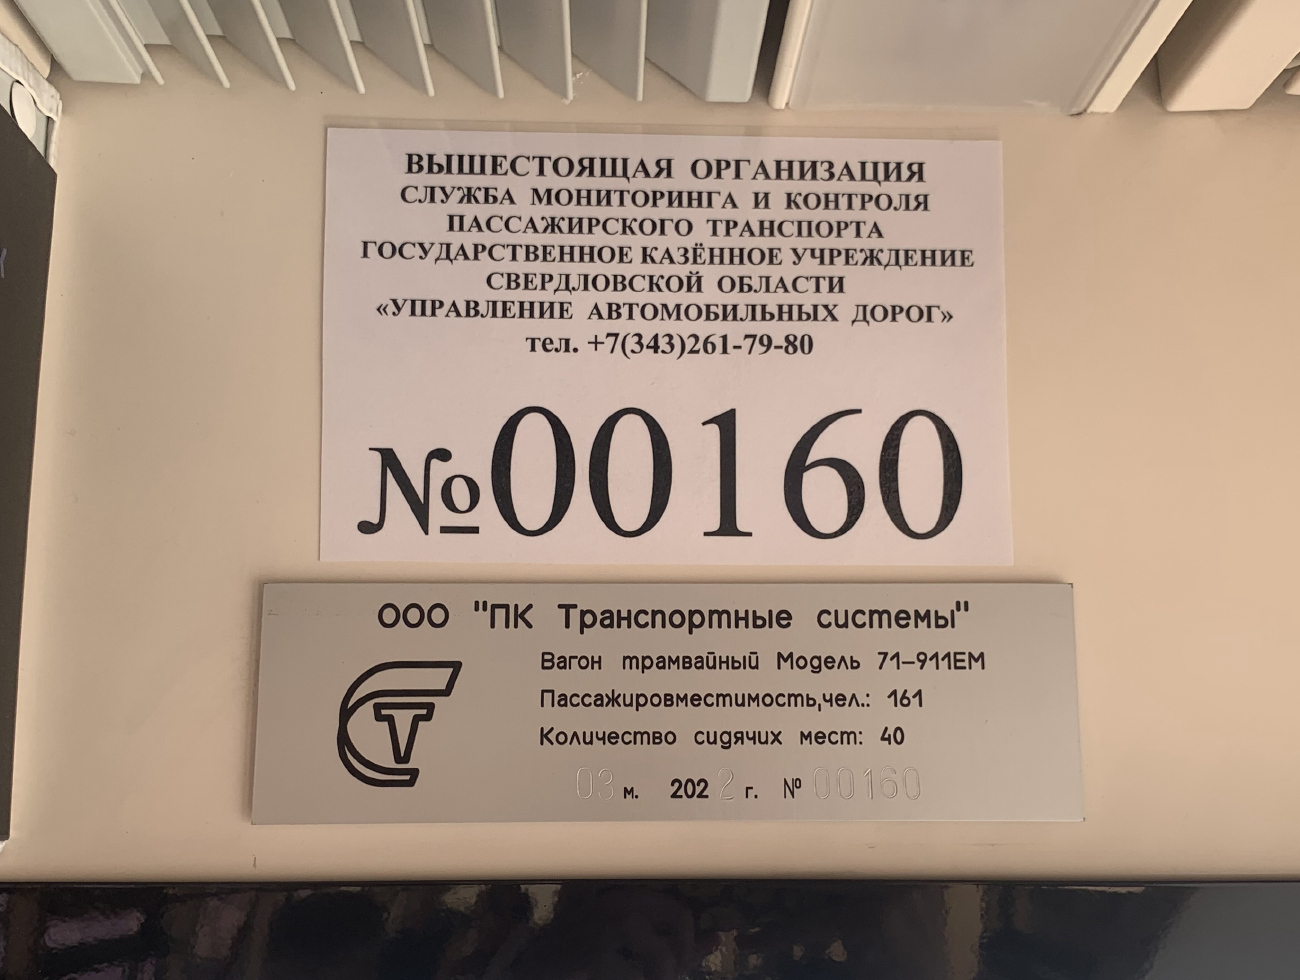 ВЫШЕСТОЯЩАЯ ОРГАНИЗАЦИЯ
СЛУЖБА МОНИТОРИНГА И КОНТРОЛЯ
ПАССАЖИРСКОГО ТРАНСПОРТА
ГОСУДАРСТВЕННОЕ КАЗЁННОЕ УЧРЕЖДЕНИЕ
СВЕРДЛОВСКОЙ ОБЛАСТИ
«УПРАВЛЕНИЕ АВТОМОБИЛЬНЫХ ДОРОГ»
тел. +7(343)261-79-80
№00160
ООО "ПК Транспортные системы"
Вагон трамвайный Модель 71-911ЕМ
Пассажировместимость,чел.: 161
Количество сидячих мест: 40
03 м. 2022 г. № 00160
СТ